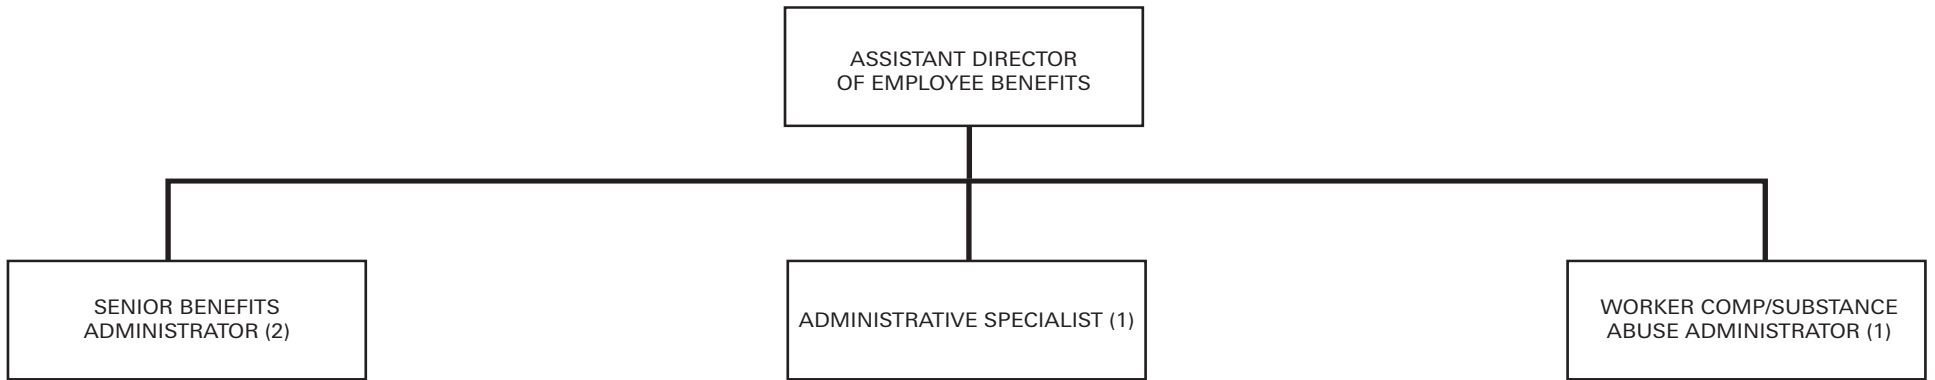 ASSISTANT DIRECTOR
OF EMPLOYEE BENEFITS
SENIOR BENEFITS
ADMINISTRATOR (2)
ADMINISTRATIVE SPECIALIST (1)
WORKER COMP/SUBSTANCE
ABUSE ADMINISTRATOR (1)